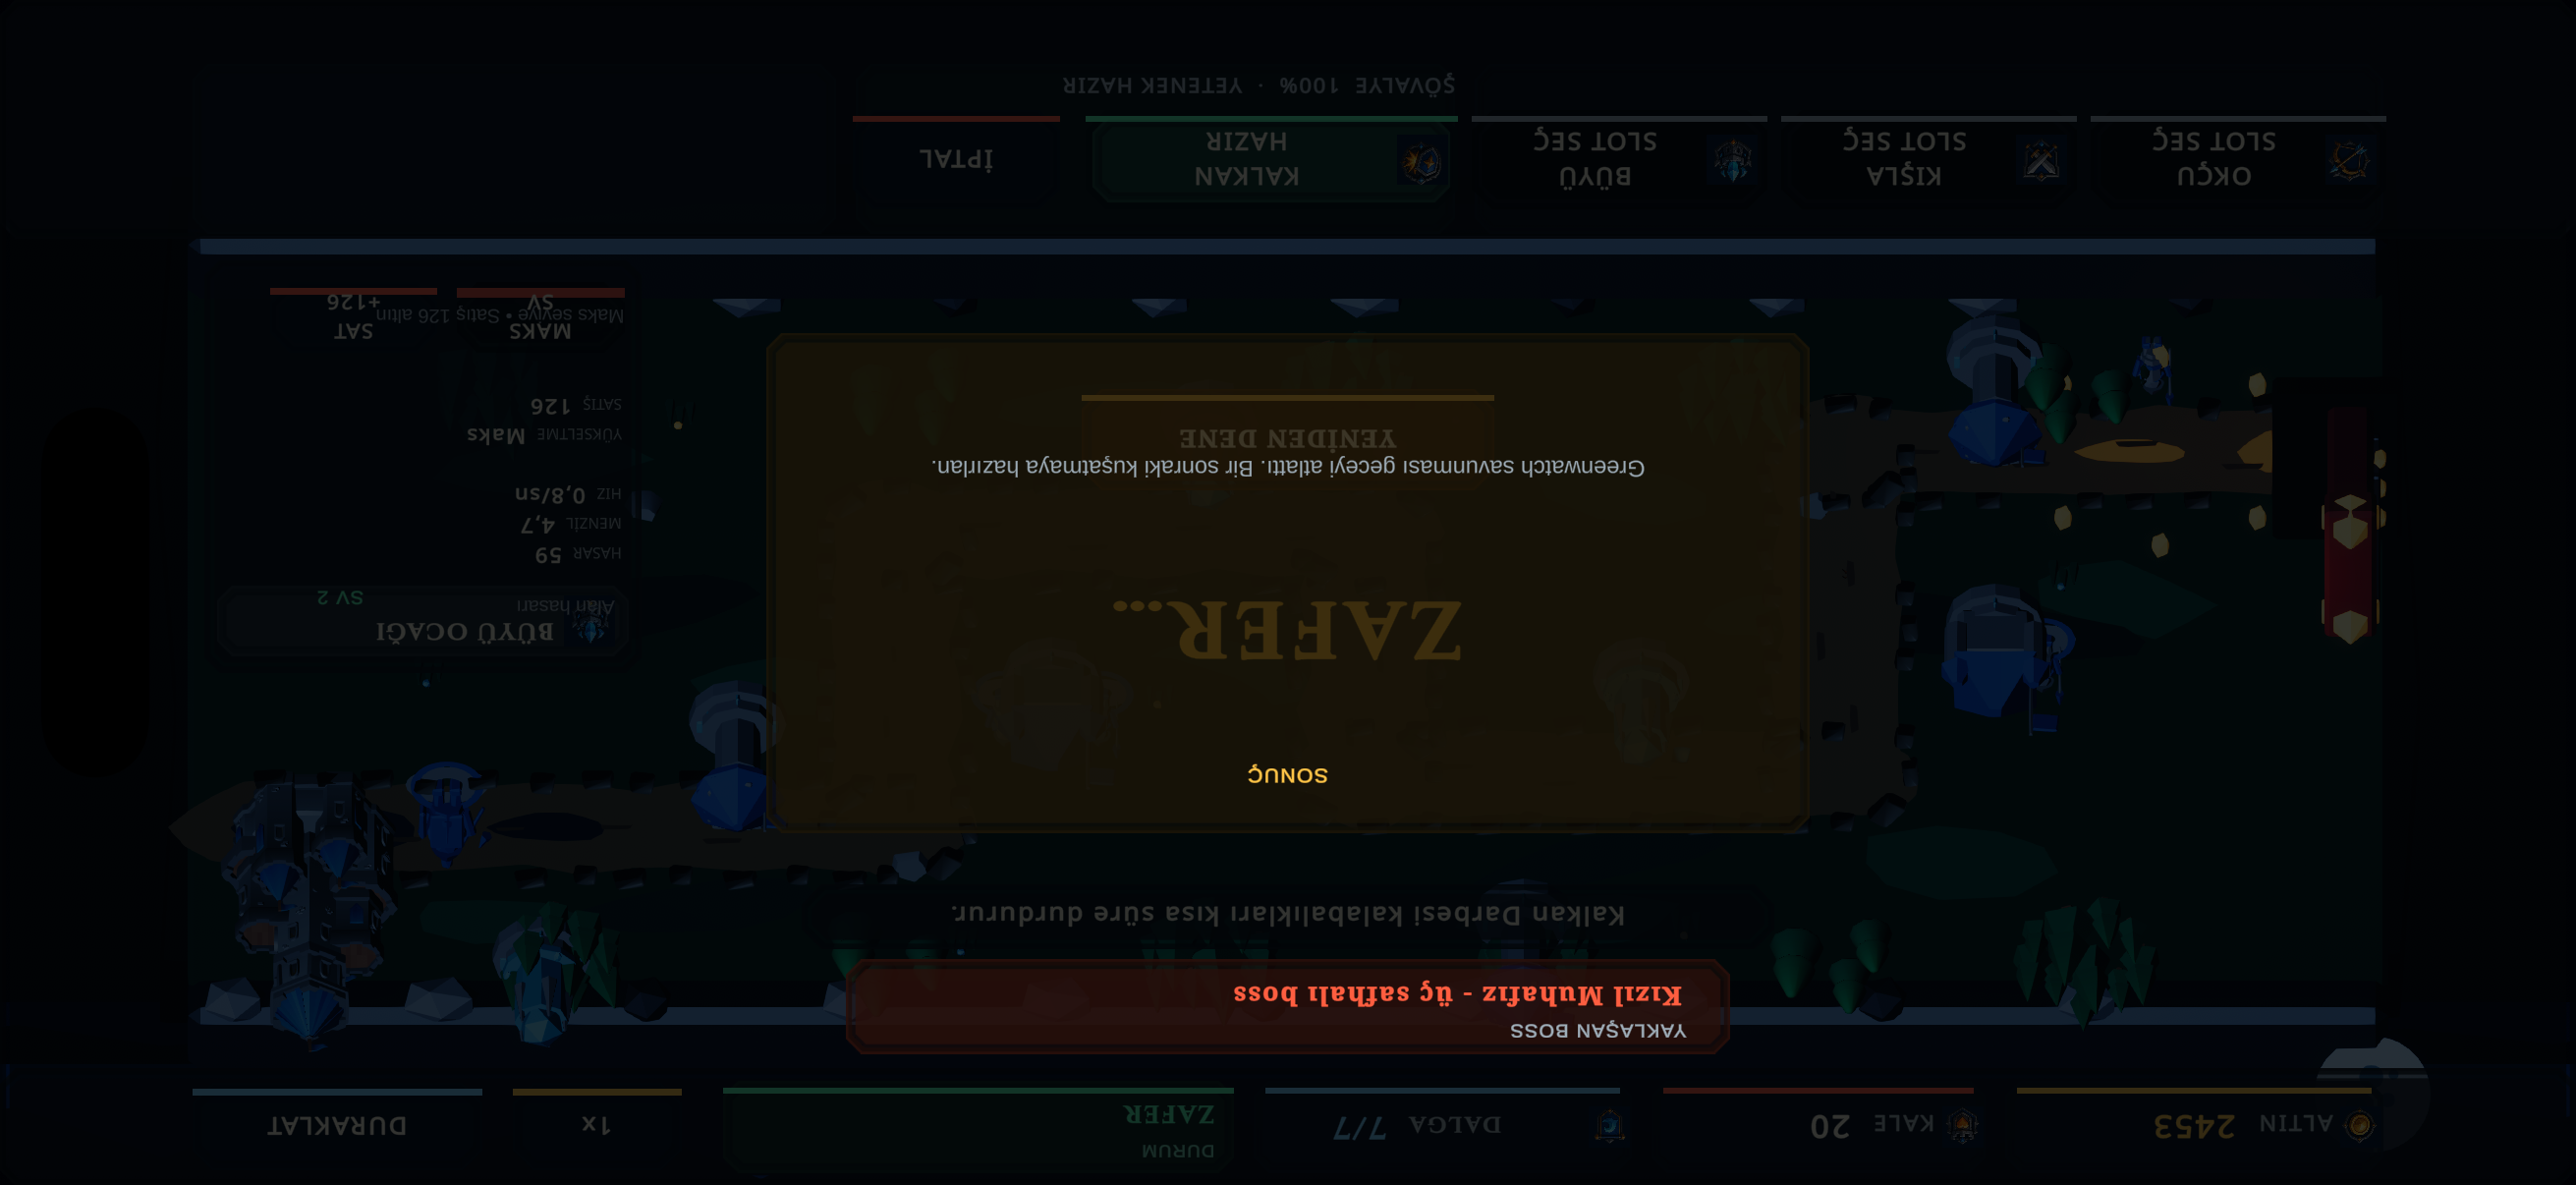 ALTIN 2453
KALE 20
DALGA 7/7
DURUM
ZAFER
1x
DURAKLAT
YAKLAŞAN BOSS
Kızıl Muhafız - üç safhalı boss
Kalkan Darbesi kalabalıkları kısa süre durdurur.
SONUÇ
ZAFER...
Greenwatch savunması geceyi atlattı. Bir sonraki kuşatmaya hazırlan.
YENİDEN DENE
BÜYÜ OCAĞI
Alan hasarı
SV 2
HASAR 59
MENZİL 4,7
HIZ 0,8/sn
YÜKSELTME Maks
SATIŞ 126
Maks seviye • Satış 126 altın
MAKS
SV
SAT
+126
OKÇU
SLOT SEÇ
KIŞLA
SLOT SEÇ
BÜYÜ
SLOT SEÇ
KALKAN
HAZIR
İPTAL
ŞÖVALYE 100% · YETENEK HAZIR